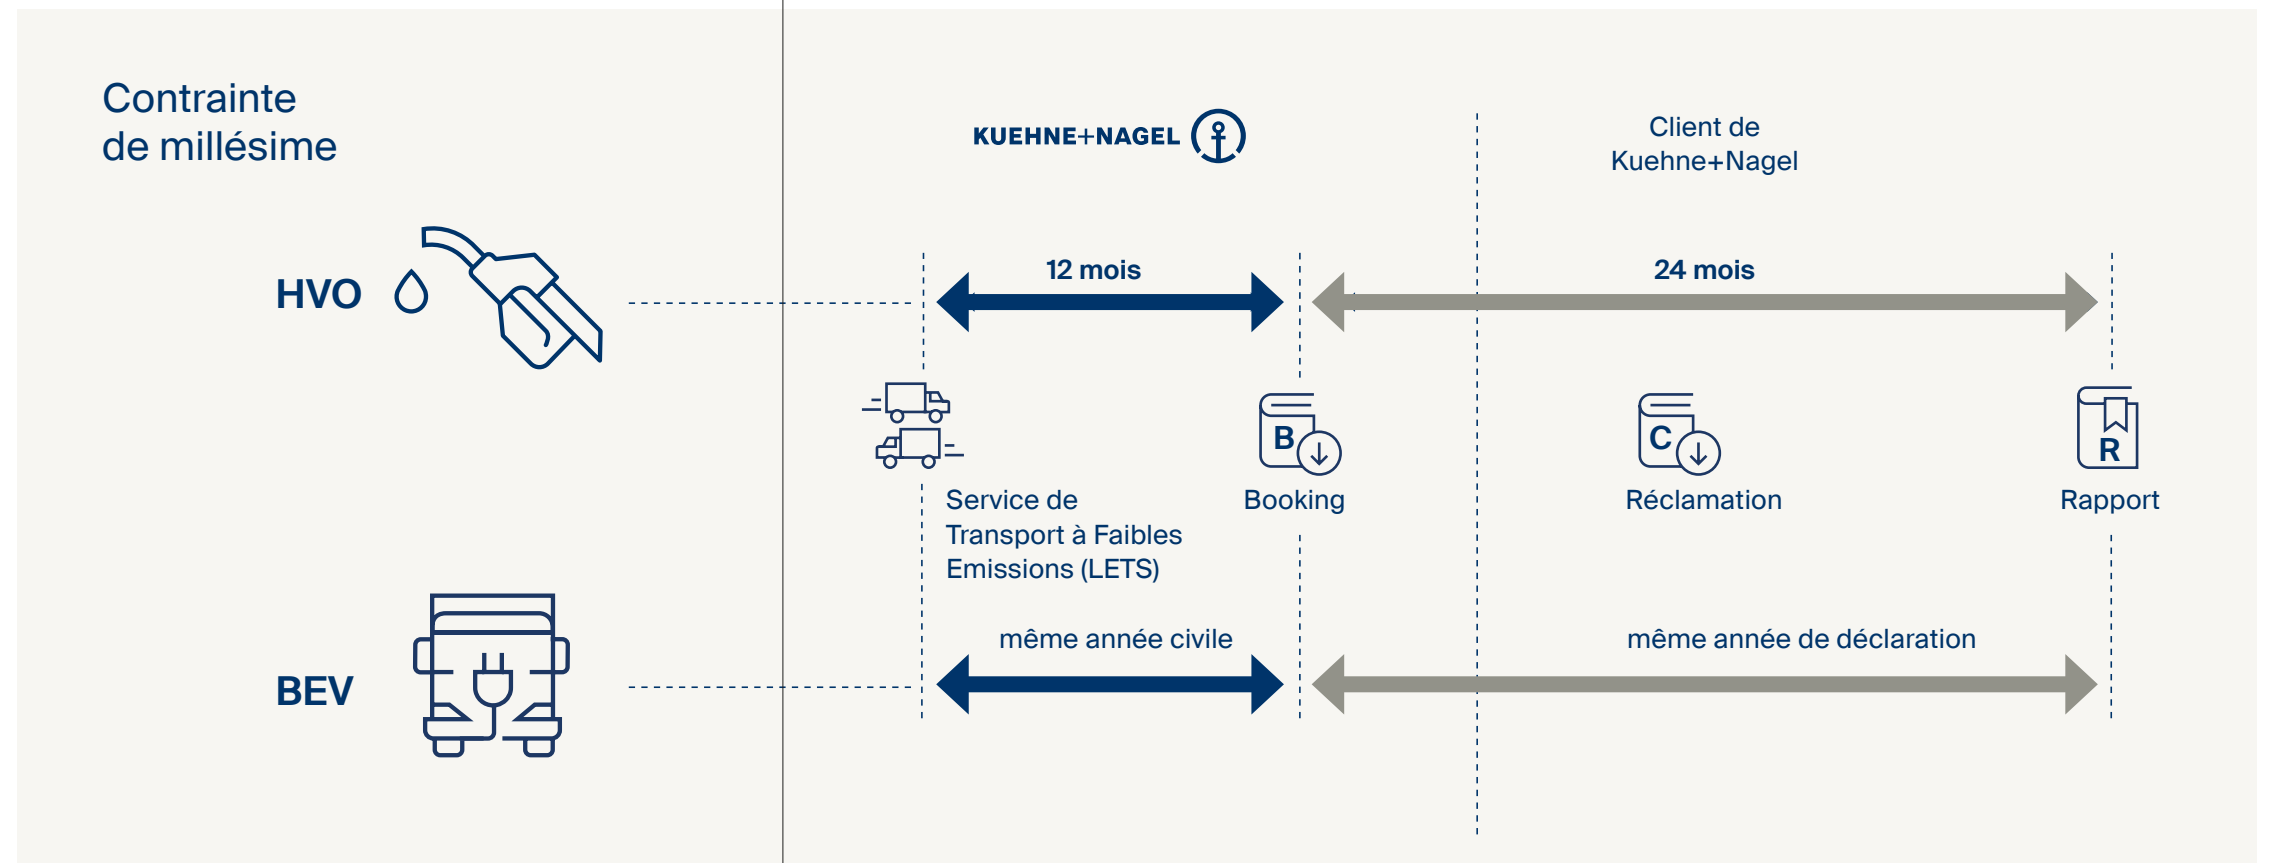 Contrainte
de millésime
KUEHNE+NAGEL
Client de
Kuehne+Nagel
HVO
12 mois
24 mois
B
C
R
Service de
Transport à Faibles
Emissions (LETS)
Booking
Réclamation
Rapport
BEV
même année civile
même année de déclaration